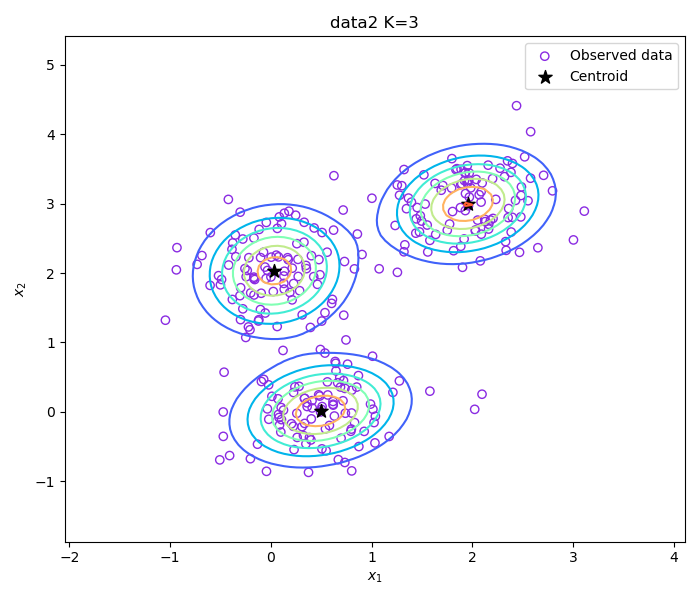 data2 K=3
Observed data
Centroid
5
4
3
2
1
0
−1
x₂
−2
−1
0
1
2
3
4
x₁